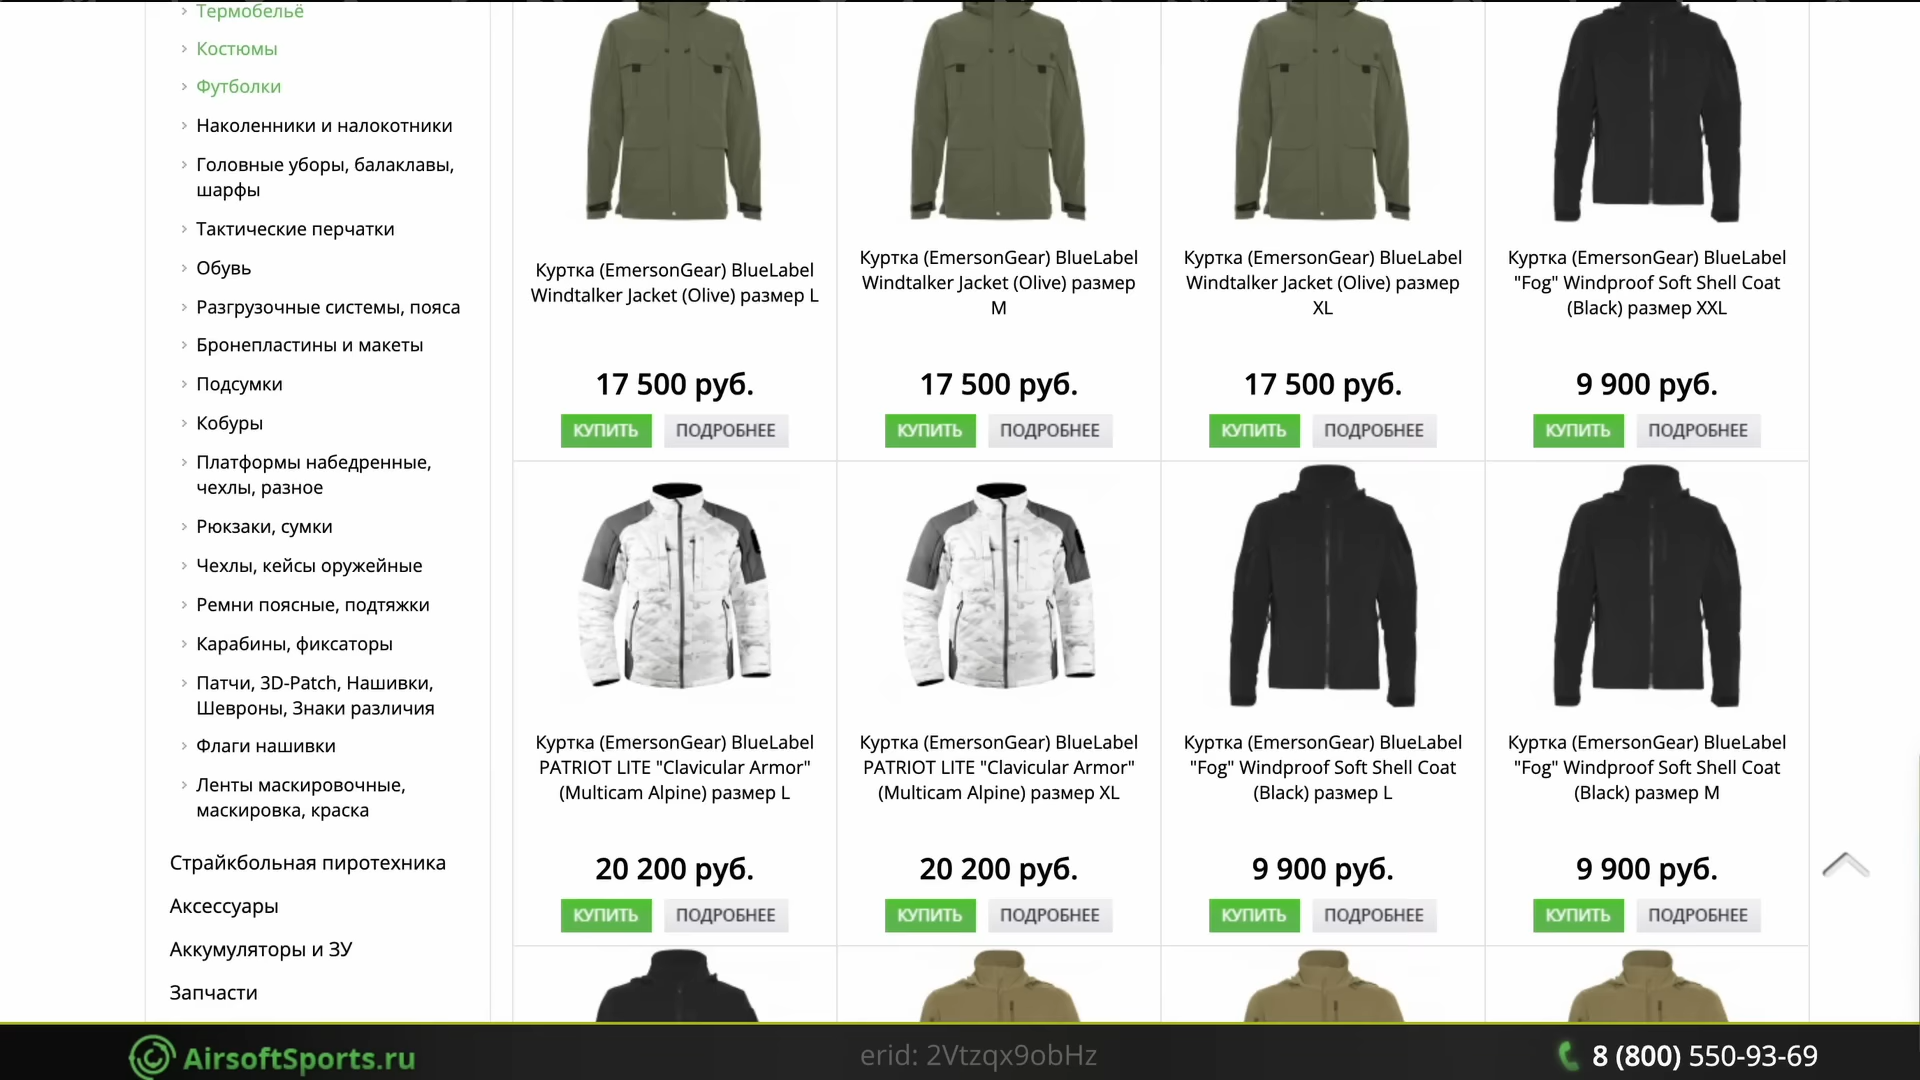 Термобельё
Костюмы
Футболки
Наколенники и налокотники
Головные уборы, балаклавы,
шарфы
Тактические перчатки
Обувь
Разгрузочные системы, пояса
Бронепластины и макеты
Подсумки
Кобуры
Платформы набедренные,
чехлы, разное
Рюкзаки, сумки
Чехлы, кейсы оружейные
Ремни поясные, подтяжки
Карабины, фиксаторы
Патчи, 3D-Patch, Нашивки,
Шевроны, Знаки различия
Флаги нашивки
Ленты маскировочные,
маскировка, краска
Страйкбольная пиротехника
Аксессуары
Аккумуляторы и ЗУ
Запчасти
Куртка (EmersonGear) BlueLabel
Windtalker Jacket (Olive) размер L
17 500 руб.
КУПИТЬ ПОДРОБНЕЕ
Куртка (EmersonGear) BlueLabel
Windtalker Jacket (Olive) размер
M
17 500 руб.
КУПИТЬ ПОДРОБНЕЕ
Куртка (EmersonGear) BlueLabel
Windtalker Jacket (Olive) размер
XL
17 500 руб.
КУПИТЬ ПОДРОБНЕЕ
Куртка (EmersonGear) BlueLabel
"Fog" Windproof Soft Shell Coat
(Black) размер XXL
9 900 руб.
КУПИТЬ ПОДРОБНЕЕ
Куртка (EmersonGear) BlueLabel
PATRIOT LITE "Clavicular Armor"
(Multicam Alpine) размер L
20 200 руб.
КУПИТЬ ПОДРОБНЕЕ
Куртка (EmersonGear) BlueLabel
PATRIOT LITE "Clavicular Armor"
(Multicam Alpine) размер XL
20 200 руб.
КУПИТЬ ПОДРОБНЕЕ
Куртка (EmersonGear) BlueLabel
"Fog" Windproof Soft Shell Coat
(Black) размер L
9 900 руб.
КУПИТЬ ПОДРОБНЕЕ
Куртка (EmersonGear) BlueLabel
"Fog" Windproof Soft Shell Coat
(Black) размер M
9 900 руб.
КУПИТЬ ПОДРОБНЕЕ
AirsoftSports.ru
erid: 2Vtzqx9obHz
8 (800) 550-93-69